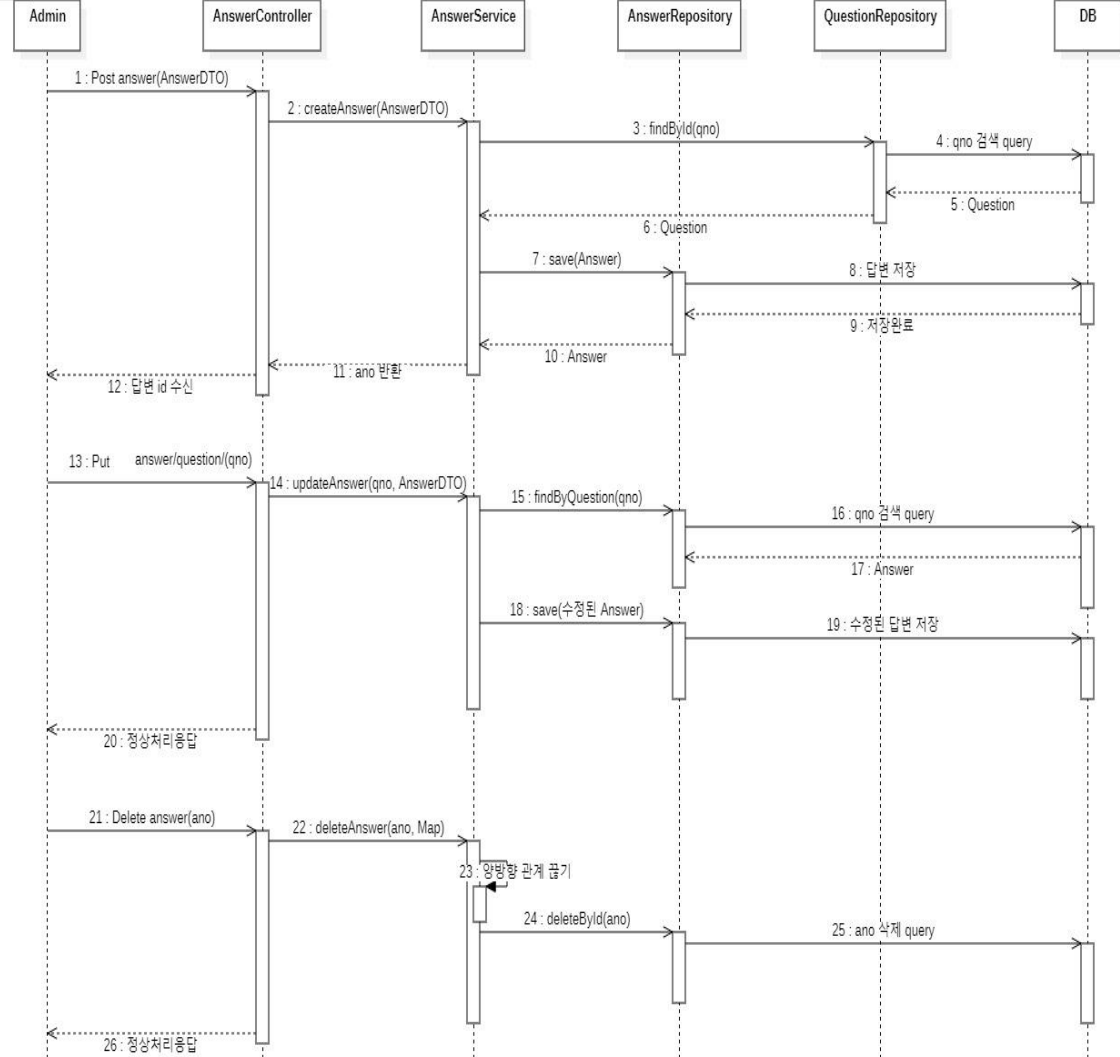 Admin
AnswerController
AnswerService
AnswerRepository
QuestionRepository
DB
1 : Post answer(AnswerDTO)
2 : createAnswer(AnswerDTO)
3 : findById(qno)
4 : qno 검색 query
5 : Question
6 : Question
7 : save(Answer)
8 : 답변 저장
9 : 저장완료
10 : Answer
11 : ano 반환
12 : 답변 id 수신
13 : Put answer/question/(qno)
14 : updateAnswer(qno, AnswerDTO)
15 : findByQuestion(qno)
16 : qno 검색 query
17 : Answer
18 : save(수정된 Answer)
19 : 수정된 답변 저장
20 : 정상처리응답
21 : Delete answer(ano)
22 : deleteAnswer(ano, Map)
23 : 양방향 관계 끊기
24 : deleteById(ano)
25 : ano 삭제 query
26 : 정상처리응답